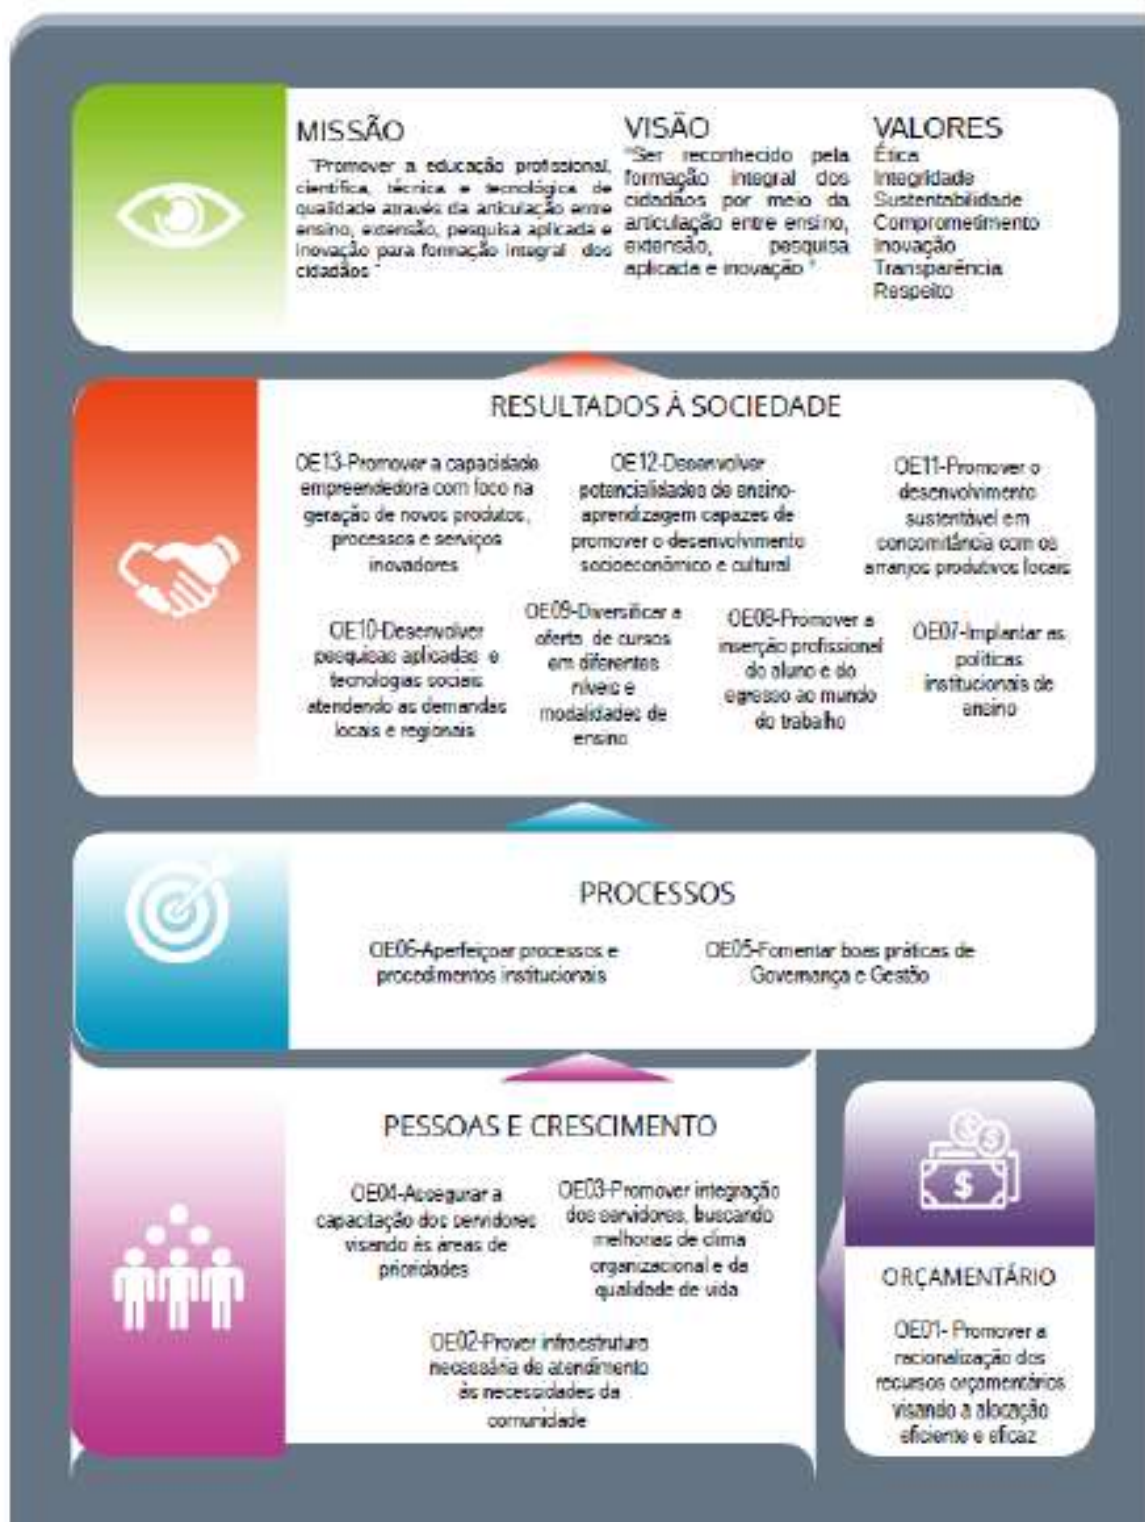 MISSÃO
"Promover a educação profissional,
científica, técnica e tecnológica de
qualidade através da articulação entre
ensino, extensão, pesquisa aplicada e
inovação para formação integral dos
cidadãos "
VISÃO
"Ser reconhecido pela
formação integral dos
cidadãos por meio da
articulação entre ensino,
extensão, pesquisa
aplicada e inovação "
VALORES
Ética
Integridade
Sustentabilidade
Comprometimento
Inovação
Transparência
Respeito
RESULTADOS À SOCIEDADE
OE13-Promover a capacidade
empreendedora com foco na
geração de novos produtos,
processos e serviços
inovadores
OE12-Desenvolver
potencialidades de ensino-
aprendizagem capazes de
promover o desenvolvimento
socioeconômico e cultural
OE11-Promover o
desenvolvimento
sustentável em
concomitância com os
arranjos produtivos locais
OE10-Desenvolver
pesquisas aplicadas e
tecnologias sociais
atendendo as demandas
locais e regionais
OE09-Diversificar a
oferta de cursos
em diferentes
níveis e
modalidades de
ensino
OE08-Promover a
inserção profissional
do aluno e do
egresso ao mundo
do trabalho
OE07-Implantar as
políticas
institucionais de
ensino
PROCESSOS
OE06-Aperfeiçoar processos e
procedimentos institucionais
OE05-Fomentar boas práticas de
Governança e Gestão
PESSOAS E CRESCIMENTO
OE04-Assegurar a
capacitação dos servidores
visando às áreas de
prioridades
OE03-Promover integração
dos servidores, buscando
melhorias de clima
organizacional e da
qualidade de vida
OE02-Prover infraestrutura
necessária de atendimento
às necessidades da
comunidade
ORÇAMENTÁRIO
OE01- Promover a
racionalização dos
recursos orçamentários
visando a alocação
eficiente e eficaz